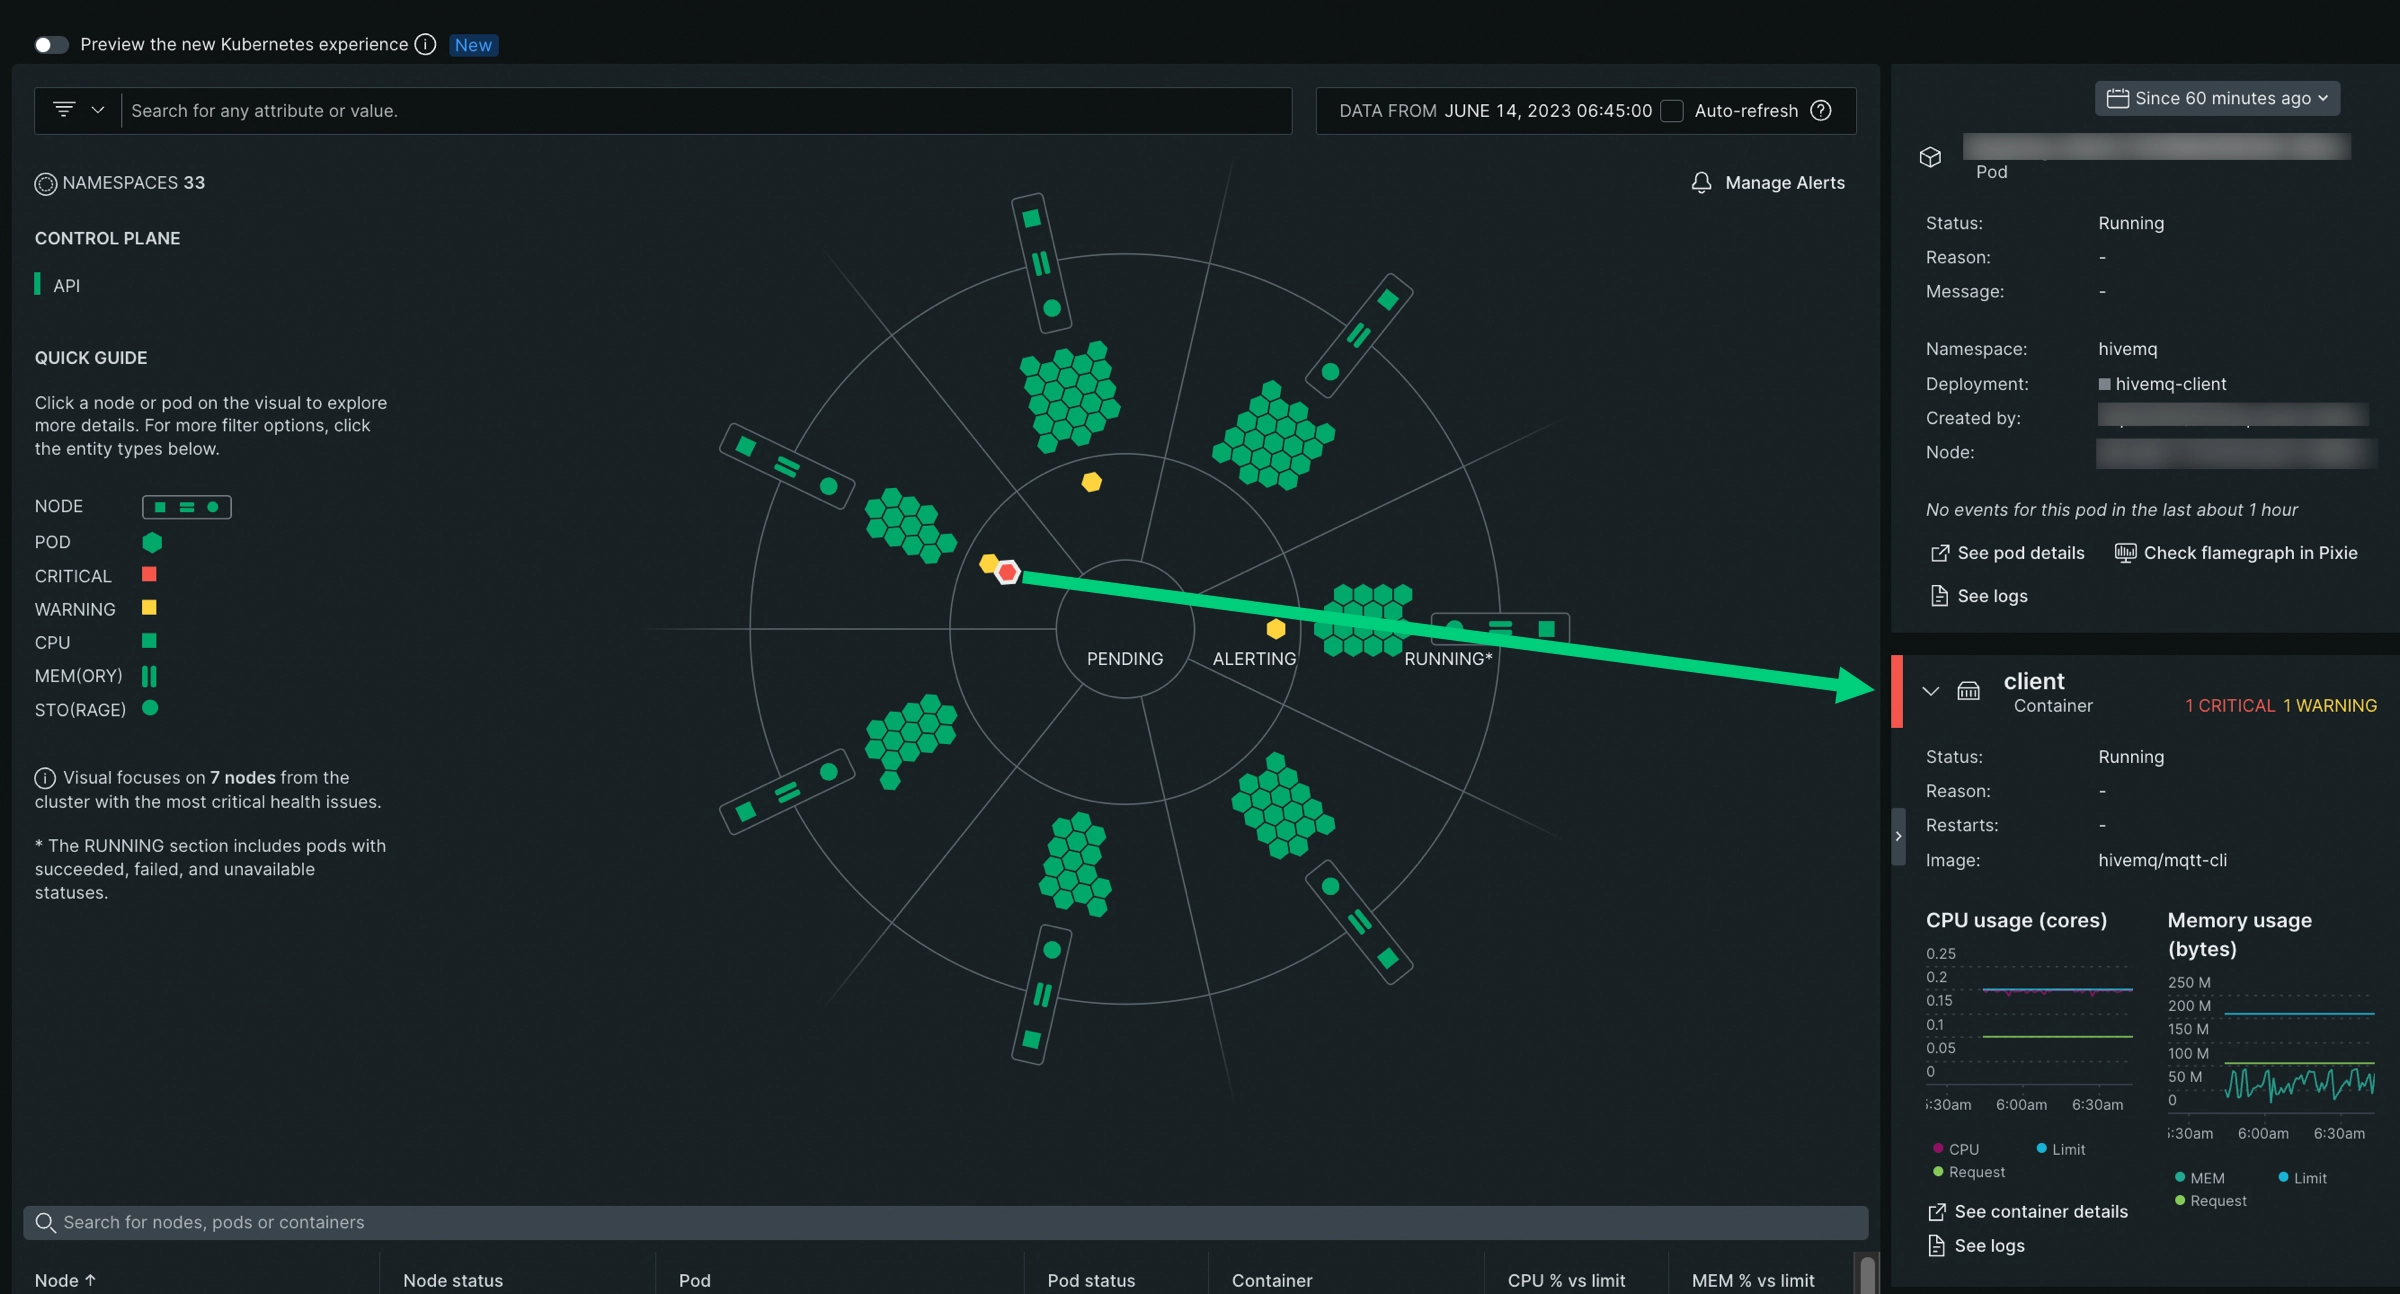 Preview the new Kubernetes experience New
Search for any attribute or value.
DATA FROM JUNE 14, 2023 06:45:00 Auto-refresh
NAMESPACES 33
Manage Alerts
CONTROL PLANE
API
QUICK GUIDE
Click a node or pod on the visual to explore
more details. For more filter options, click
the entity types below.
NODE
POD
CRITICAL
WARNING
CPU
MEM(ORY)
STO(RAGE)
Visual focuses on 7 nodes from the
cluster with the most critical health issues.
* The RUNNING section includes pods with
succeeded, failed, and unavailable
statuses.
PENDING
ALERTING
RUNNING*
Since 60 minutes ago
Pod
Status: Running
Reason: -
Message: -
Namespace: hivemq
Deployment: hivemq-client
Created by:
Node:
No events for this pod in the last about 1 hour
See pod details Check flamegraph in Pixie
See logs
client
Container
1 CRITICAL 1 WARNING
Status: Running
Reason: -
Restarts: -
Image: hivemq/mqtt-cli
CPU usage (cores)
0.25
0.2
0.15
0.1
0.05
0
5:30am 6:00am 6:30am
CPU Limit
Request
Memory usage
(bytes)
250 M
200 M
150 M
100 M
50 M
0
5:30am 6:00am 6:30am
MEM Limit
Request
See container details
See logs
Search for nodes, pods or containers
Node ↑ Node status Pod Pod status Container CPU % vs limit MEM % vs limit